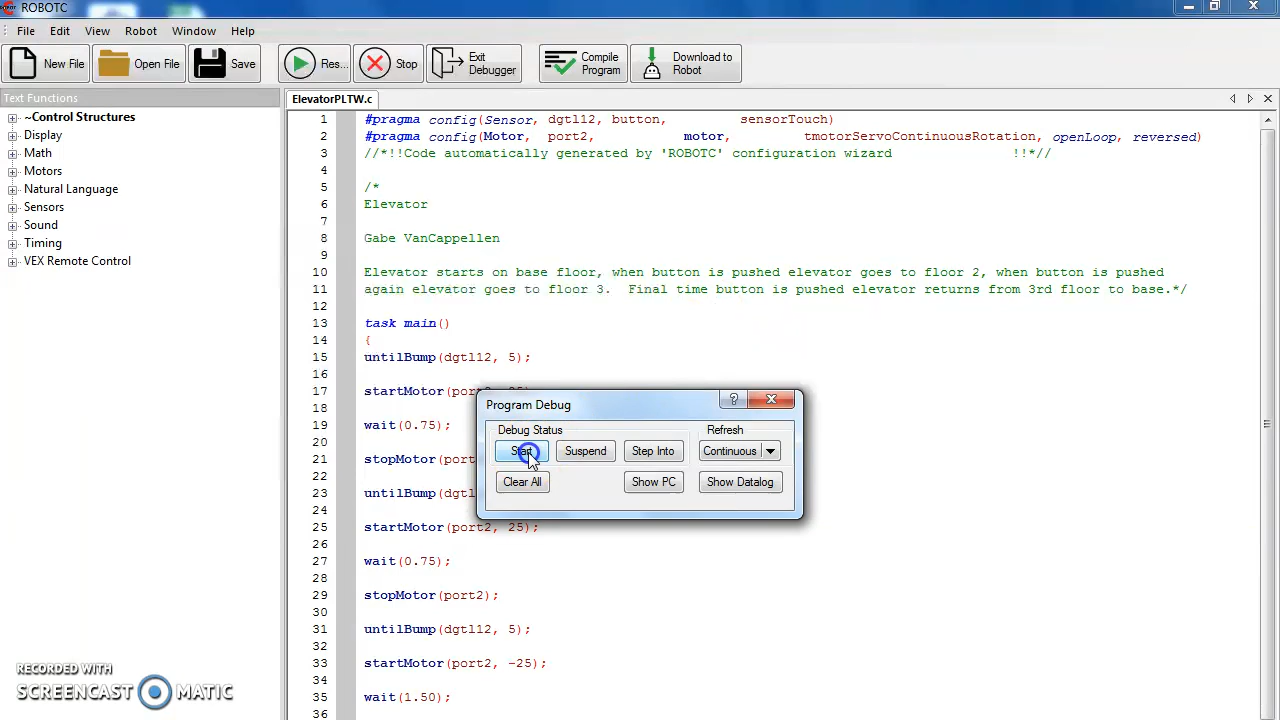 ROBOTC
File Edit View Robot Window Help
New File Open File Save Res... Stop Exit Debugger Compile Program Download to Robot
Text Functions
~Control Structures
Display
Math
Motors
Natural Language
Sensors
Sound
Timing
VEX Remote Control
ElevatorPLTW.c
1 #pragma config(Sensor, dgtl12, button, sensorTouch)
2 #pragma config(Motor, port2, motor, tmotorServoContinuousRotation, openLoop, reversed)
3 //*!!Code automatically generated by 'ROBOTC' configuration wizard !!*//
4
5 /*
6 Elevator
7
8 Gabe VanCappellen
9
10 Elevator starts on base floor, when button is pushed elevator goes to floor 2, when button is pushed
11 again elevator goes to floor 3. Final time button is pushed elevator returns from 3rd floor to base.*/
12
13 task main()
14 {
15 untilBump(dgtl12, 5);
16
17 startMotor(
18
19 wait(0.75);
20
21 stopMotor(
22
23 untilBump(
24
25 startMotor(port2, 25);
26
27 wait(0.75);
28
29 stopMotor(port2);
30
31 untilBump(dgtl12, 5);
32
33 startMotor(port2, -25);
34
35 wait(1.50);
36
Program Debug ?
Debug Status Refresh
Start Suspend Step Into Continuous
Clear All Show PC Show Datalog
RECORDED WITH
SCREENCAST MATIC